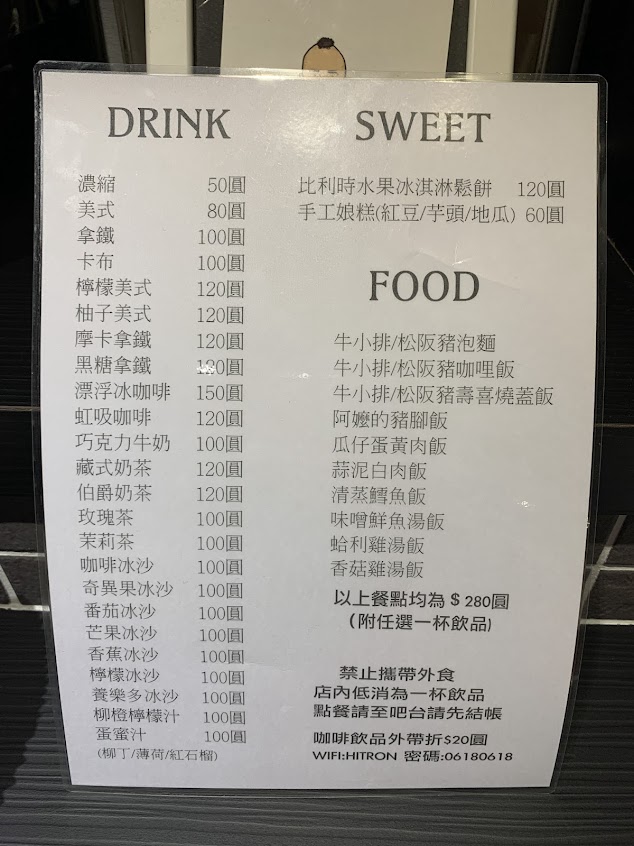 DRINK
濃縮 50圓
美式 80圓
拿鐵 100圓
卡布 100圓
檸檬美式 120圓
柚子美式 120圓
摩卡拿鐵 120圓
黑糖拿鐵 120圓
漂浮冰咖啡 150圓
虹吸咖啡 120圓
巧克力牛奶 100圓
藏式奶茶 120圓
伯爵奶茶 120圓
玫瑰茶 100圓
茉莉茶 100圓
咖啡冰沙 100圓
奇異果冰沙 100圓
番茄冰沙 100圓
芒果冰沙 100圓
香蕉冰沙 100圓
檸檬冰沙 100圓
養樂多冰沙 100圓
柳橙檸檬汁 100圓
蛋蜜汁 100圓
(柳丁/薄荷/紅石榴)
SWEET
比利時水果冰淇淋鬆餅 120圓
手工娘糕(紅豆/芋頭/地瓜) 60圓
FOOD
牛小排/松阪豬泡麵
牛小排/松阪豬咖哩飯
牛小排/松阪豬壽喜燒蓋飯
阿嬤的豬腳飯
瓜仔蛋黃肉飯
蒜泥白肉飯
清蒸鱈魚飯
味噌鮮魚湯飯
蛤利雞湯飯
香菇雞湯飯
以上餐點均為$280圓
(附任選一杯飲品)
禁止攜帶外食
店內低消為一杯飲品
點餐請至吧台請先結帳
咖啡飲品外帶折$20圓
WIFI:HITRON 密碼:06180618